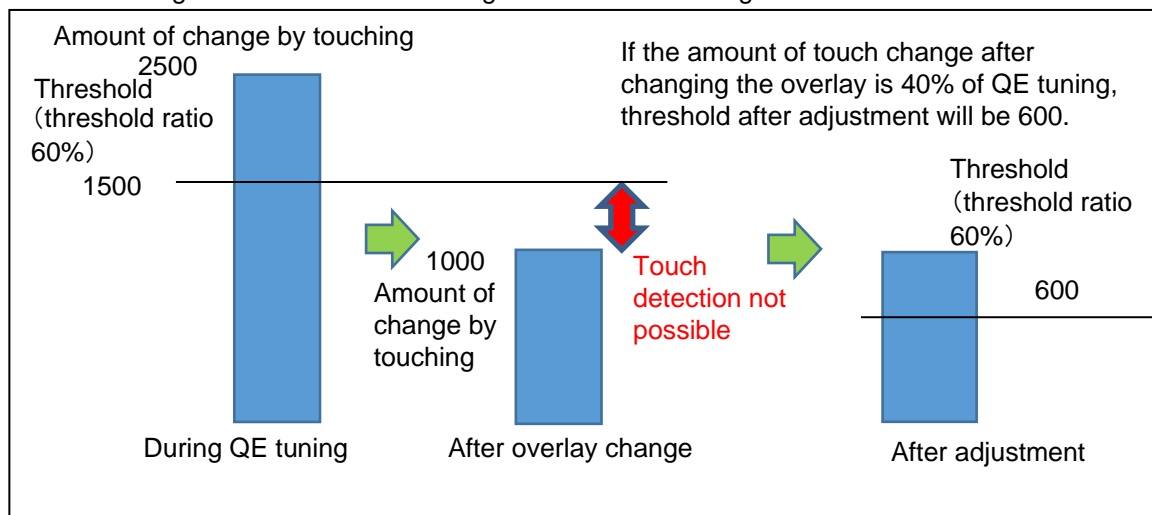 Amount of change by touching
2500
Threshold
（threshold ratio
60%）
1500
If the amount of touch change after
changing the overlay is 40% of QE tuning,
threshold after adjustment will be 600.
1000
Amount of
change by
touching
Touch
detection not
possible
Threshold
（threshold ratio
60%）
600
During QE tuning
After overlay change
After adjustment